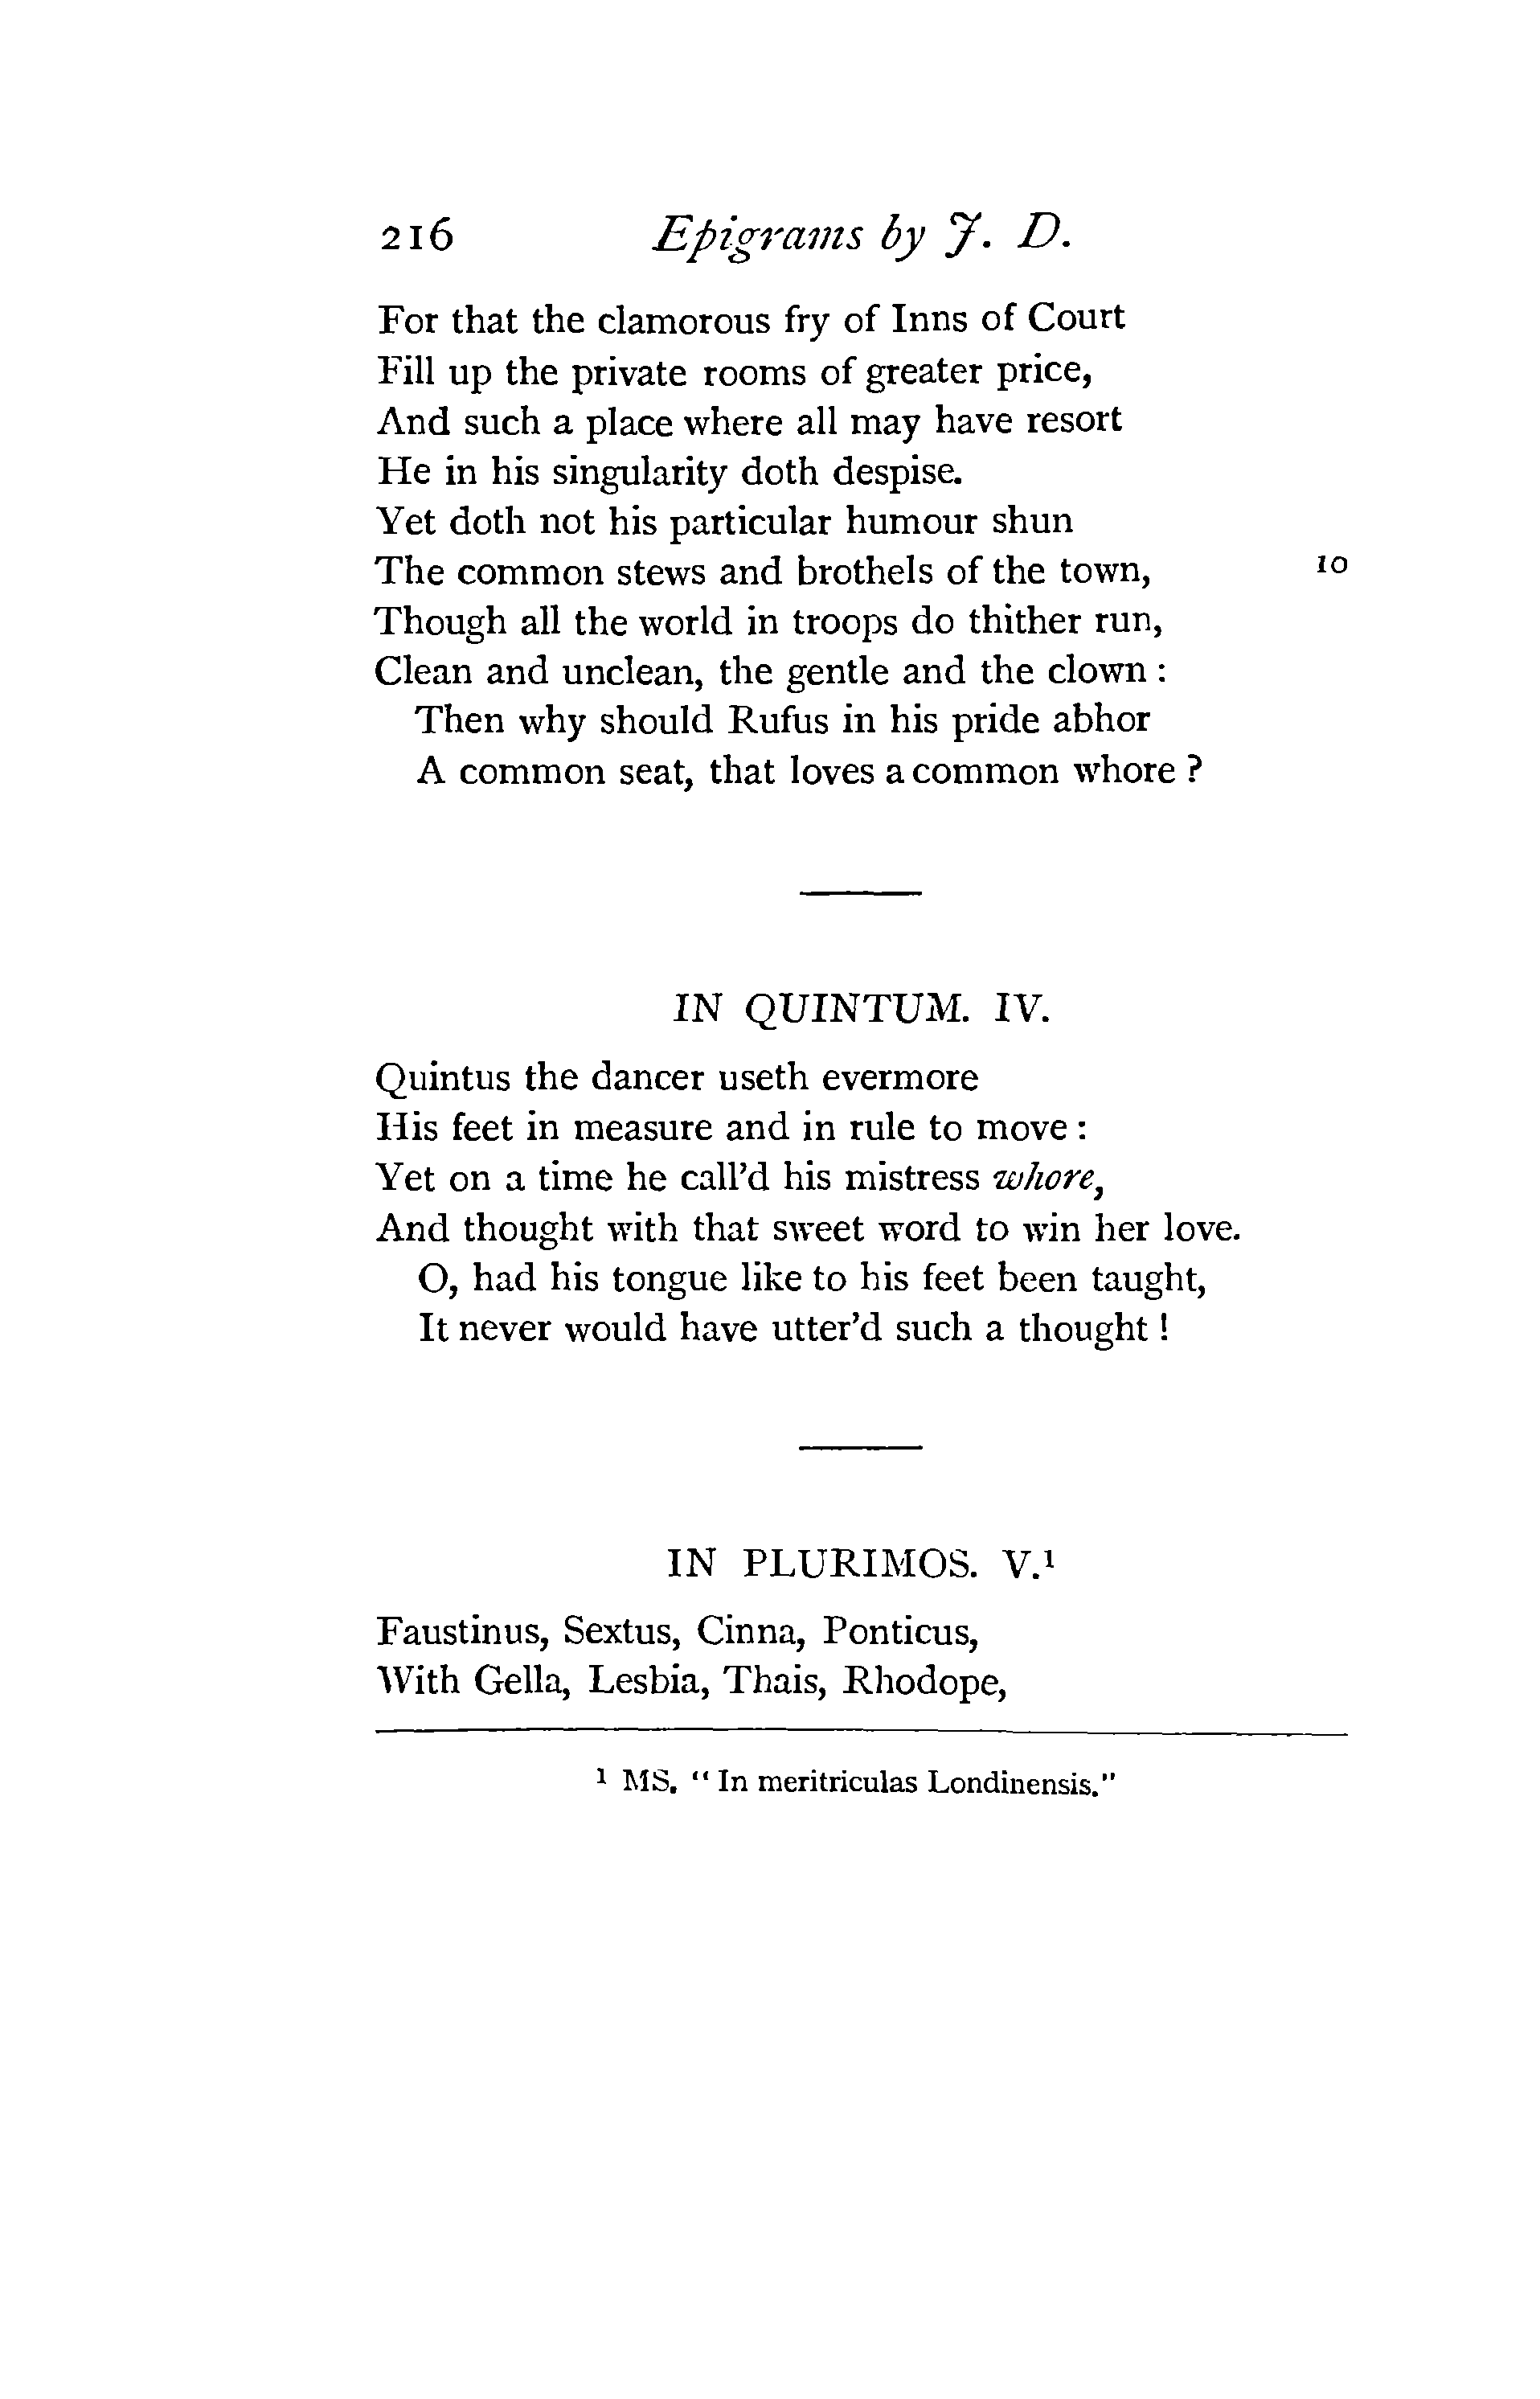 216 Epigrams by J. D.
For that the clamorous fry of Inns of Court
Fill up the private rooms of greater price,
And such a place where all may have resort
He in his singularity doth despise.
Yet doth not his particular humour shun
The common stews and brothels of the town, 10
Though all the world in troops do thither run,
Clean and unclean, the gentle and the clown :
Then why should Rufus in his pride abhor
A common seat, that loves a common whore ?
IN QUINTUM. IV.
Quintus the dancer useth evermore
His feet in measure and in rule to move :
Yet on a time he call'd his mistress whore,
And thought with that sweet word to win her love.
O, had his tongue like to his feet been taught,
It never would have utter'd such a thought !
IN PLURIMOS. V.¹
Faustinus, Sextus, Cinna, Ponticus,
With Gella, Lesbia, Thais, Rhodope,
¹ MS. "In meritriculas Londinensis."